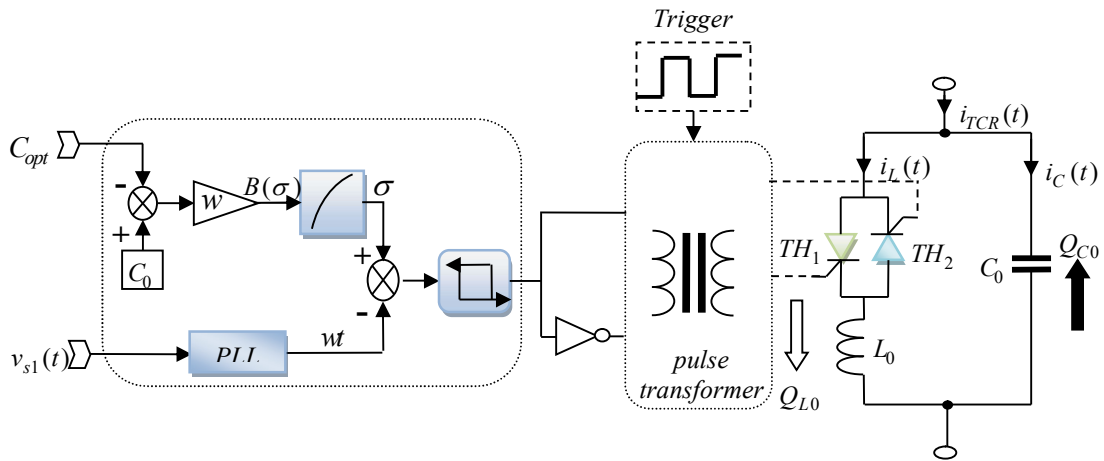 Trigger
i_TCR(t)
C_opt
-
w
B(σ)
σ
i_L(t)
i_C(t)
+
C_0
+
-
TH_1
TH_2
C_0
Q_C0
v_s1(t)
PLL
wt
pulse
transformer
Q_L0
L_0